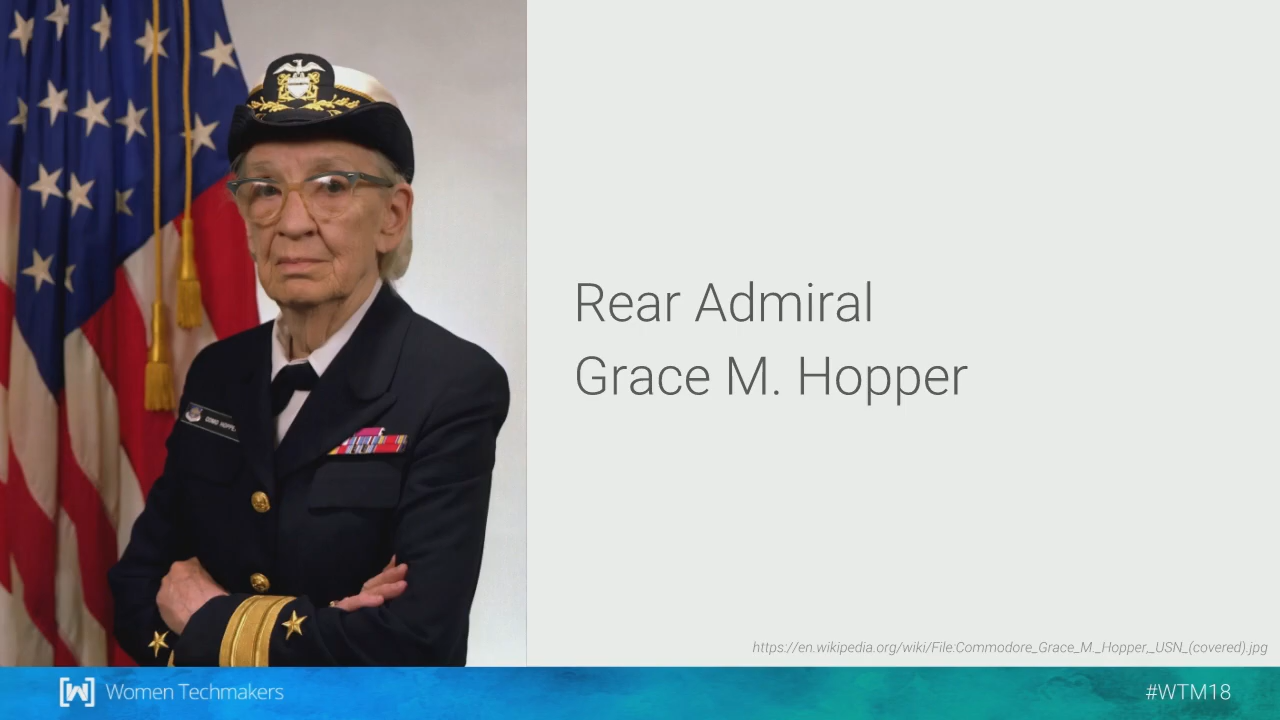 Rear Admiral
Grace M. Hopper
https://en.wikipedia.org/wiki/File:Commodore_Grace_M._Hopper,_USN_(covered).jpg
[W] Women Techmakers
#WTM18